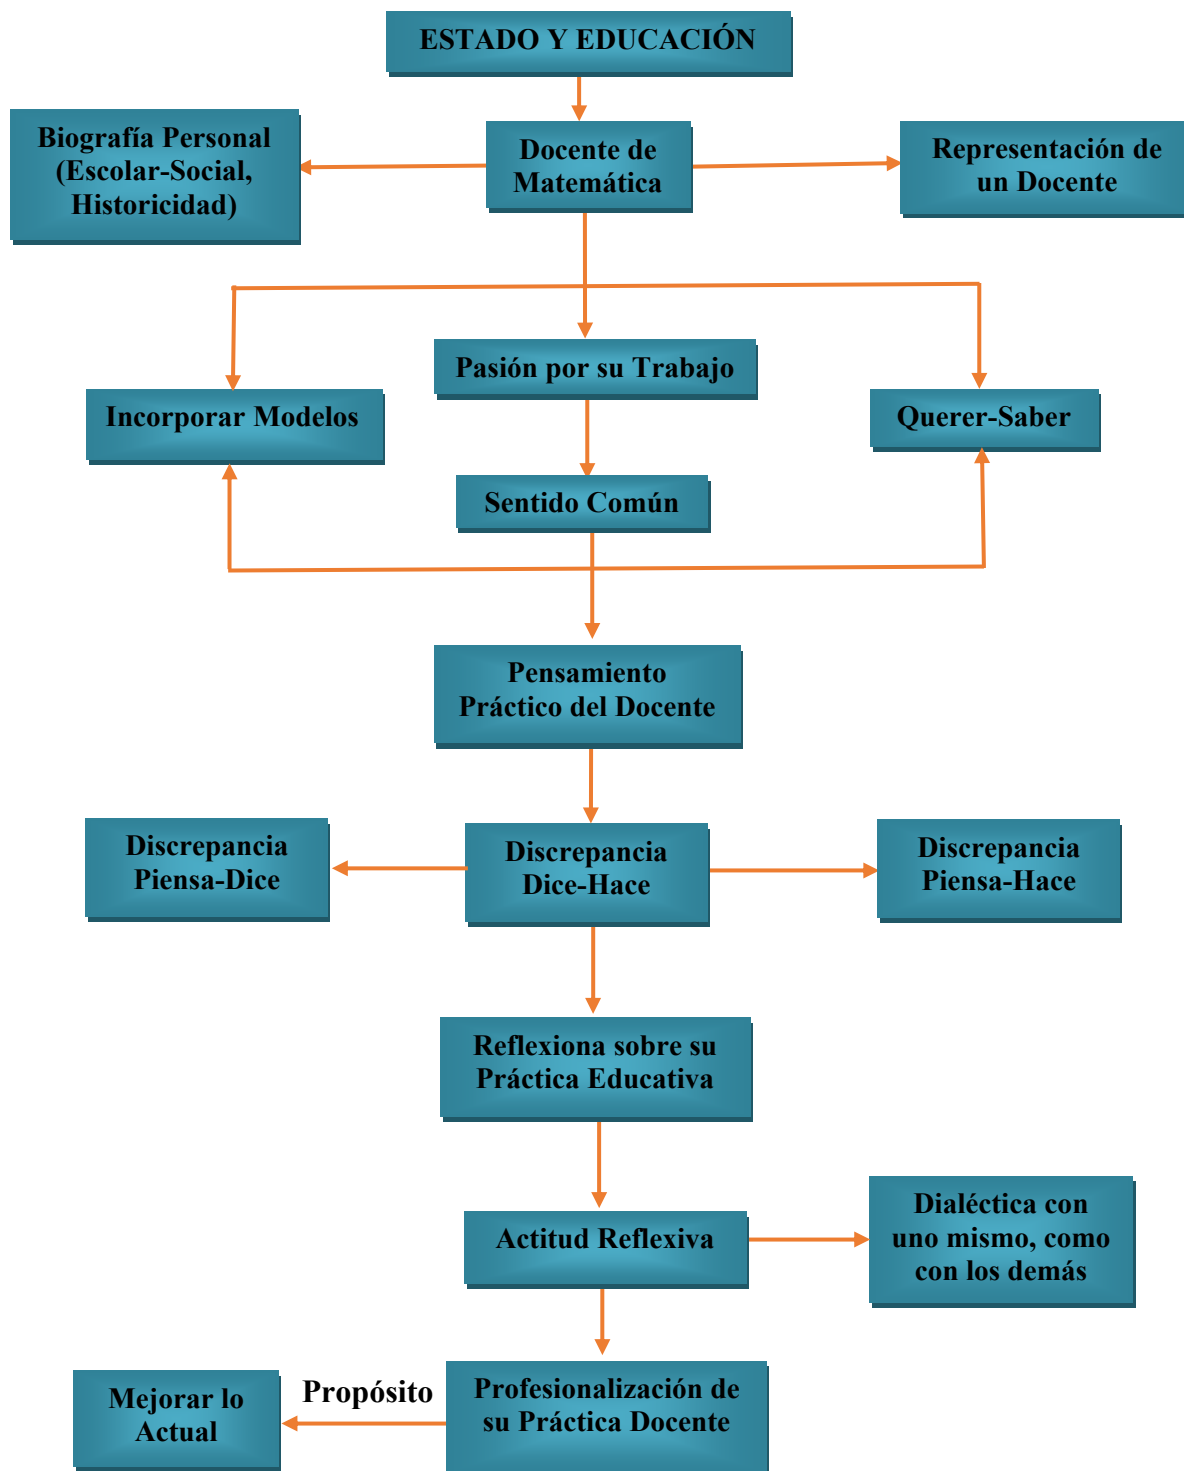 ESTADO Y EDUCACIÓN
Biografía Personal
(Escolar-Social,
Historicidad)
Docente de
Matemática
Representación de
un Docente
Pasión por su Trabajo
Incorporar Modelos
Querer-Saber
Sentido Común
Pensamiento
Práctico del Docente
Discrepancia
Piensa-Dice
Discrepancia
Dice-Hace
Discrepancia
Piensa-Hace
Reflexiona sobre su
Práctica Educativa
Actitud Reflexiva
Dialéctica con
uno mismo, como
con los demás
Mejorar lo
Actual
Propósito
Profesionalización de
su Práctica Docente